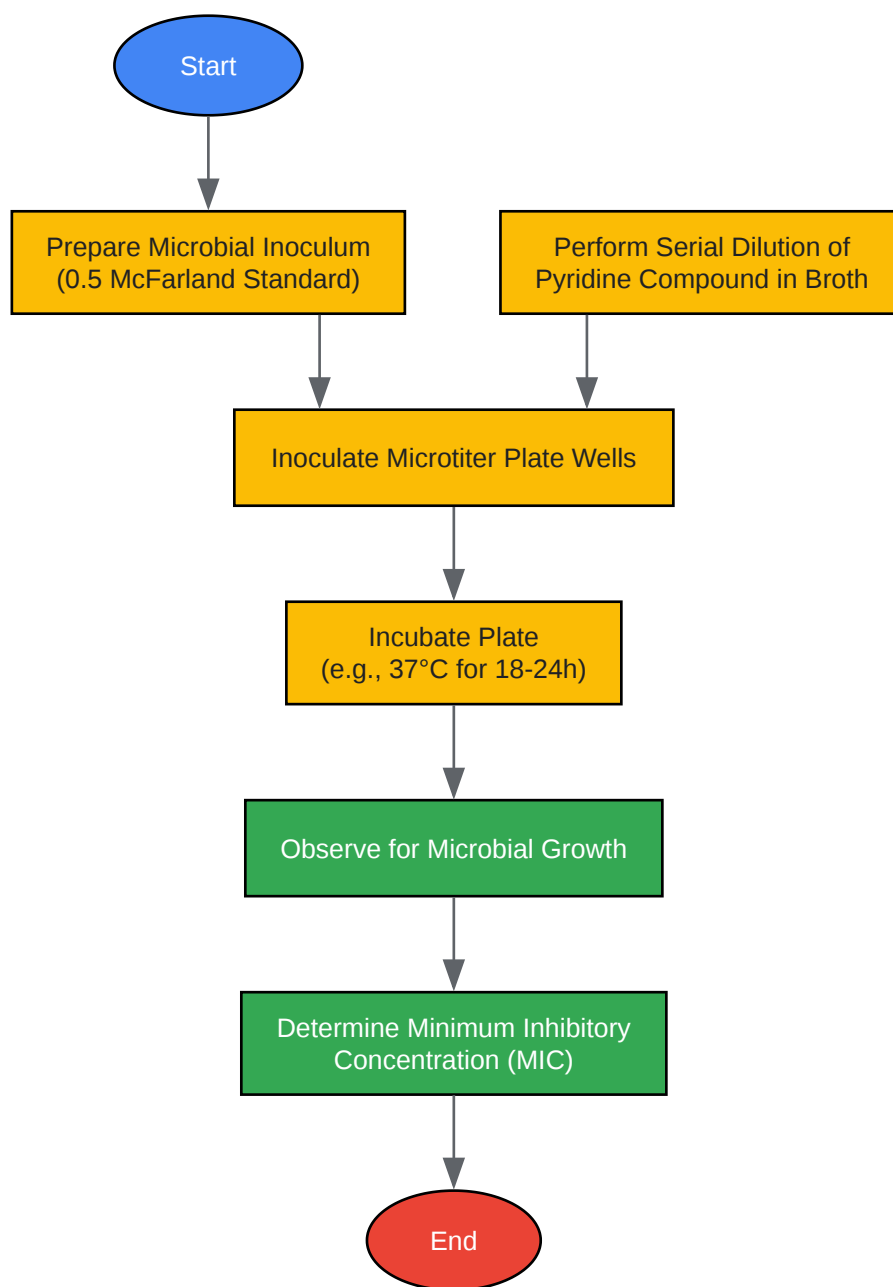 Start
Prepare Microbial Inoculum
(0.5 McFarland Standard)
Perform Serial Dilution of
Pyridine Compound in Broth
Inoculate Microtiter Plate Wells
Incubate Plate
(e.g., 37°C for 18-24h)
Observe for Microbial Growth
Determine Minimum Inhibitory
Concentration (MIC)
End